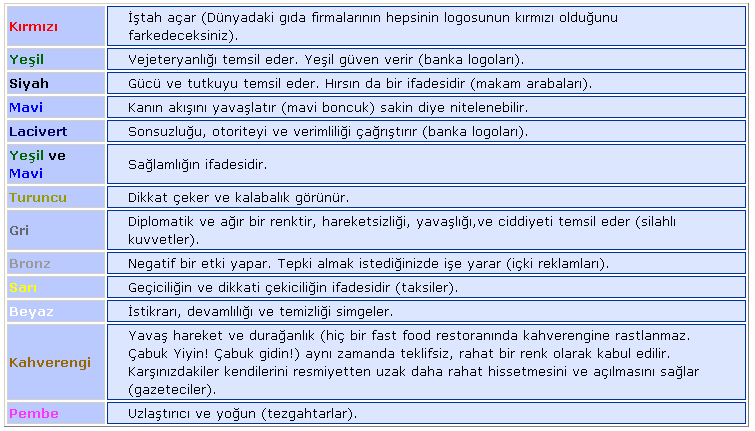 Kırmızı
İştah açar (Dünyadaki gıda firmalarının hepsinin logosunun kırmızı olduğunu
farkedeceksiniz).
Yeşil
Vejeteryanlığı temsil eder. Yeşil güven verir (banka logoları).
Siyah
Gücü ve tutkuyu temsil eder. Hırsın da bir ifadesidir (makam arabaları).
Mavi
Kanın akışını yavaşlatır (mavi boncuk) sakin diye nitelenebilir.
Lacivert
Sonsuzluğu, otoriteyi ve verimliliği çağrıştırır (banka logoları).
Yeşil ve
Mavi
Sağlamlığın ifadesidir.
Turuncu
Dikkat çeker ve kalabalık görünür.
Gri
Diplomatik ve ağır bir renktir, hareketsizliği, yavaşlığı,ve ciddiyeti temsil eder (silahlı
kuvvetler).
Bronz
Negatif bir etki yapar. Tepki almak istediğinizde işe yarar (içki reklamları).
Sarı
Geçiciliğin ve dikkati çekiciliğin ifadesidir (taksiler).
Beyaz
İstikrarı, devamlılığı ve temizliği simgeler.
Kahverengi
Yavaş hareket ve durağanlık (hiç bir fast food restoranında kahverengine rastlanmaz.
Çabuk Yiyin! Çabuk gidin!) aynı zamanda teklifsiz, rahat bir renk olarak kabul edilir.
Karşınızdakiler kendilerini resmiyetten uzak daha rahat hissetmesini ve açılmasını sağlar
(gazeteciler).
Pembe
Uzlaştırıcı ve yoğun (tezgahtarlar).